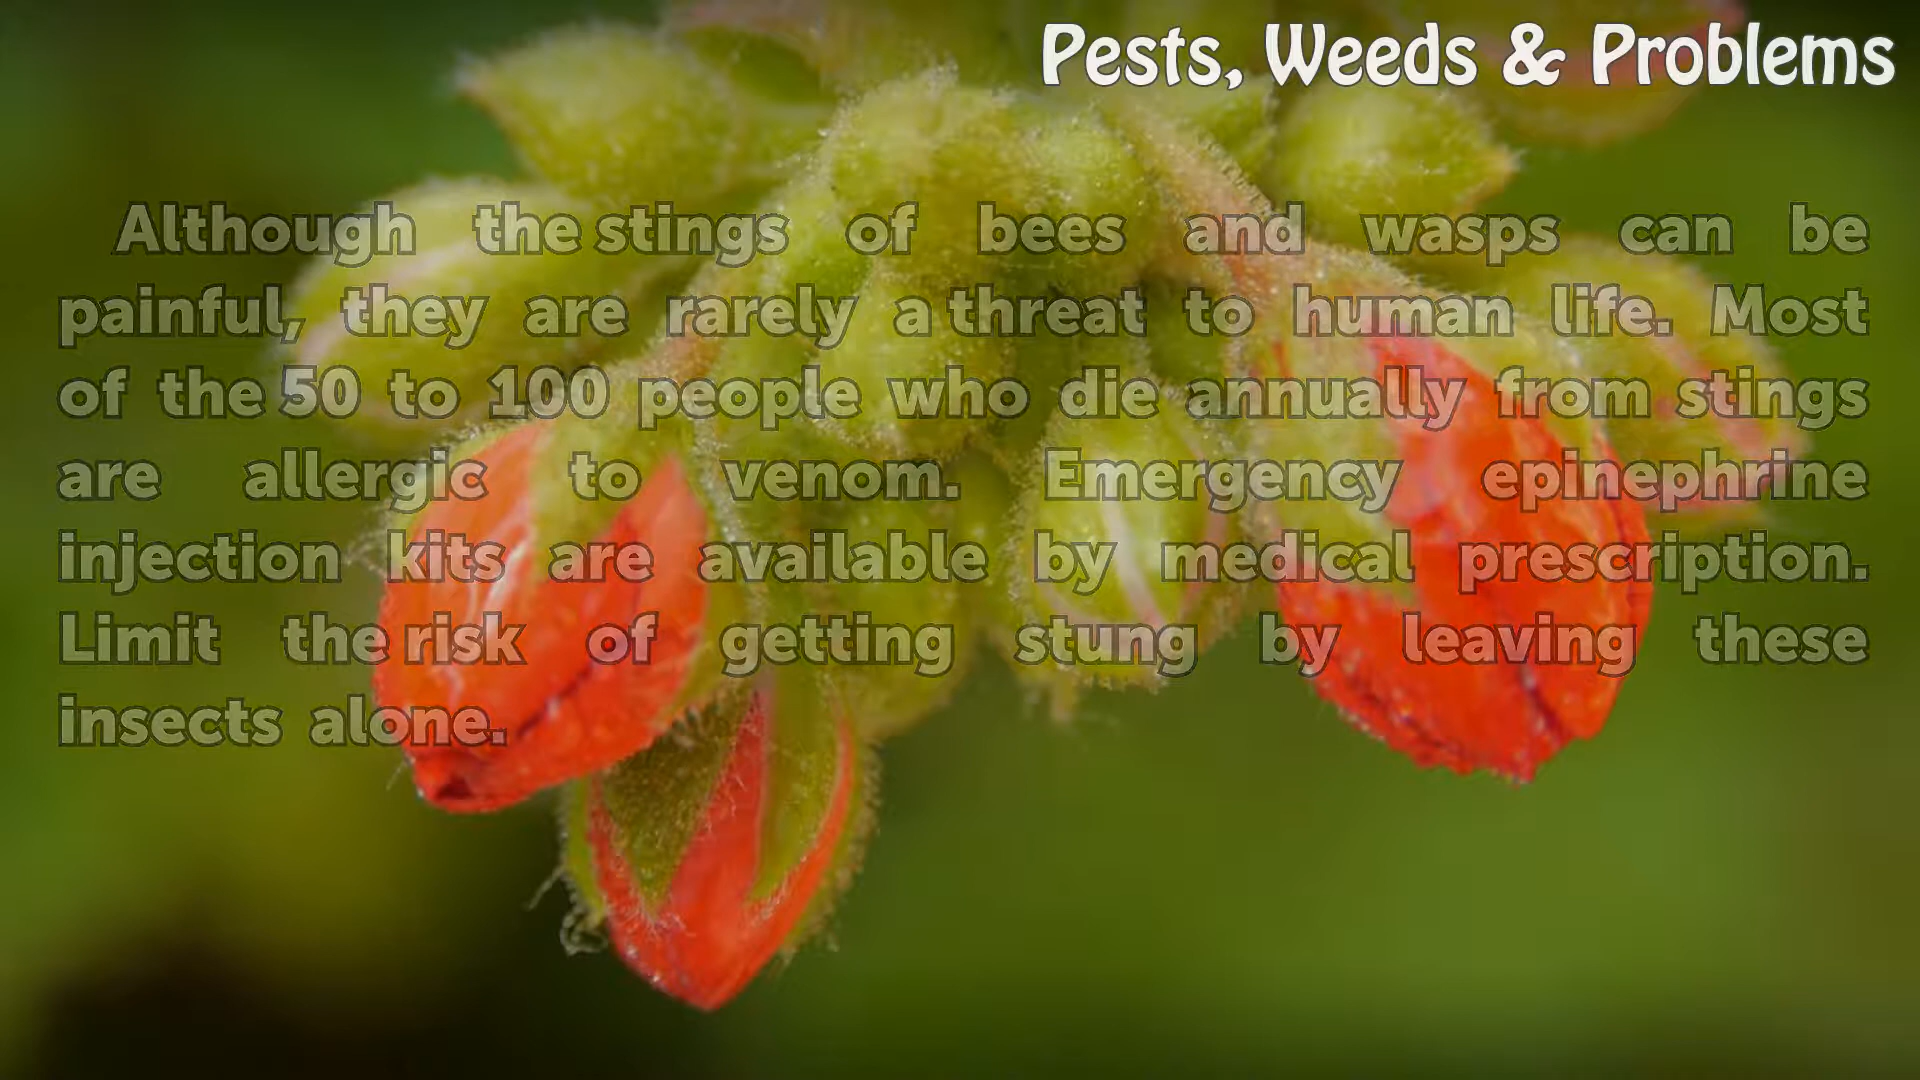 Pests, Weeds & Problems
Although the stings of bees and wasps can be
painful, they are rarely a threat to human life. Most
of the 50 to 100 people who die annually from stings
are allergic to venom. Emergency epinephrine
injection kits are available by medical prescription.
Limit the risk of getting stung by leaving these
insects alone.